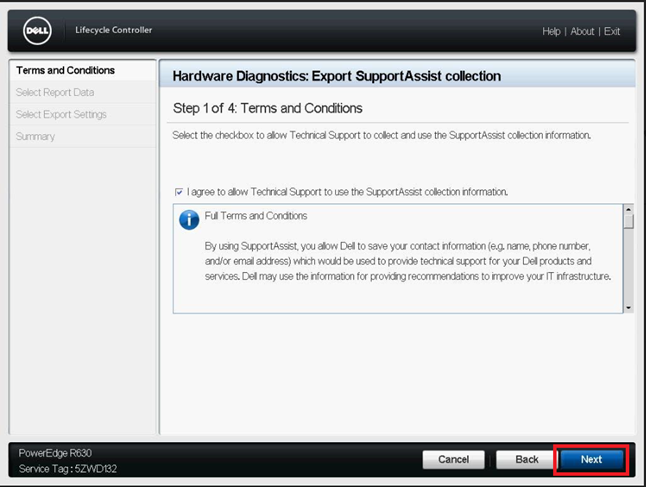 DELL
Lifecycle Controller
Help | About | Exit
Terms and Conditions
Select Report Data
Select Export Settings
Summary
Hardware Diagnostics: Export SupportAssist collection
Step 1 of 4: Terms and Conditions
Select the checkbox to allow Technical Support to collect and use the SupportAssist collection information.
I agree to allow Technical Support to use the SupportAssist collection information.
Full Terms and Conditions
By using SupportAssist, you allow Dell to save your contact information (e.g. name, phone number,
and/or email address) which would be used to provide technical support for your Dell products and
services. Dell may use the information for providing recommendations to improve your IT infrastructure.
PowerEdge R630
Service Tag : 5ZWD132
Cancel
Back
Next